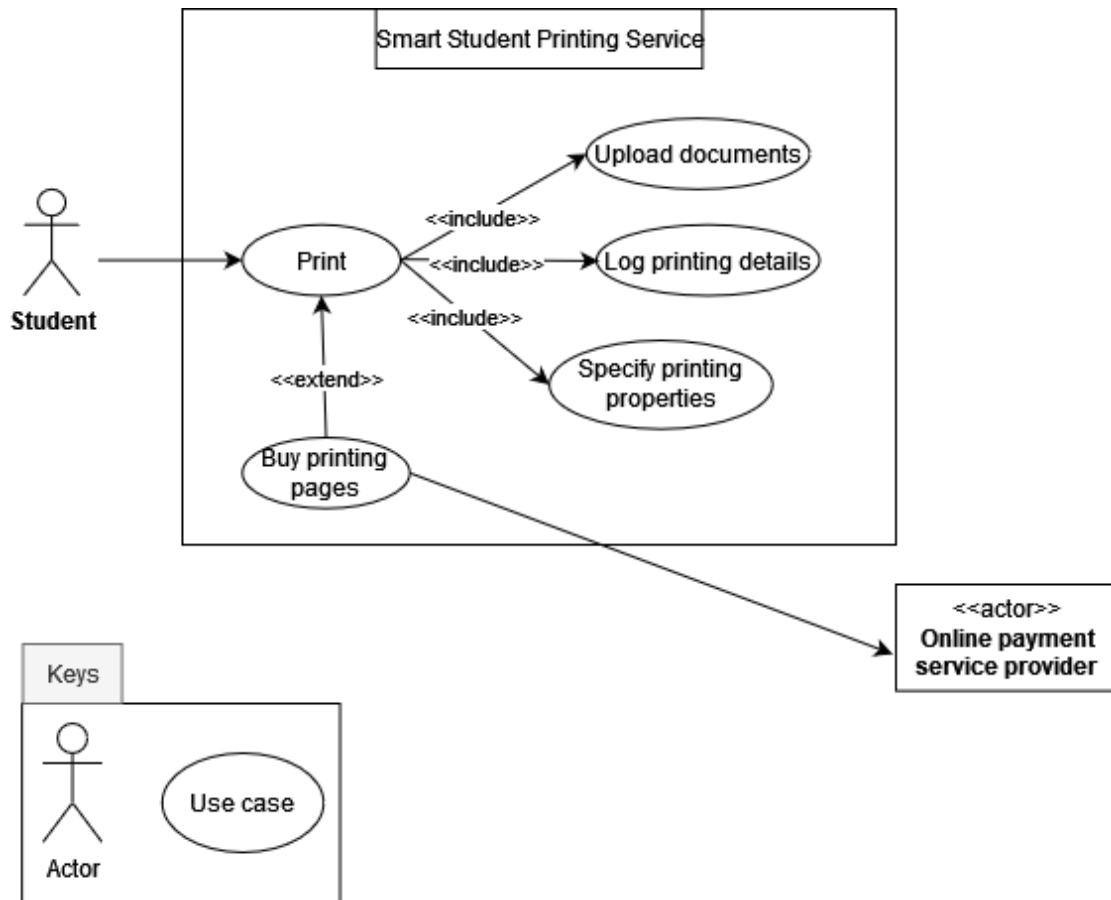 Smart Student Printing Service
Upload documents
<<include>>
Print
<<include>>
Log printing details
Student
<<include>>
Specify printing
properties
<<extend>>
Buy printing
pages
<<actor>>
Online payment
service provider
Keys
Use case
Actor